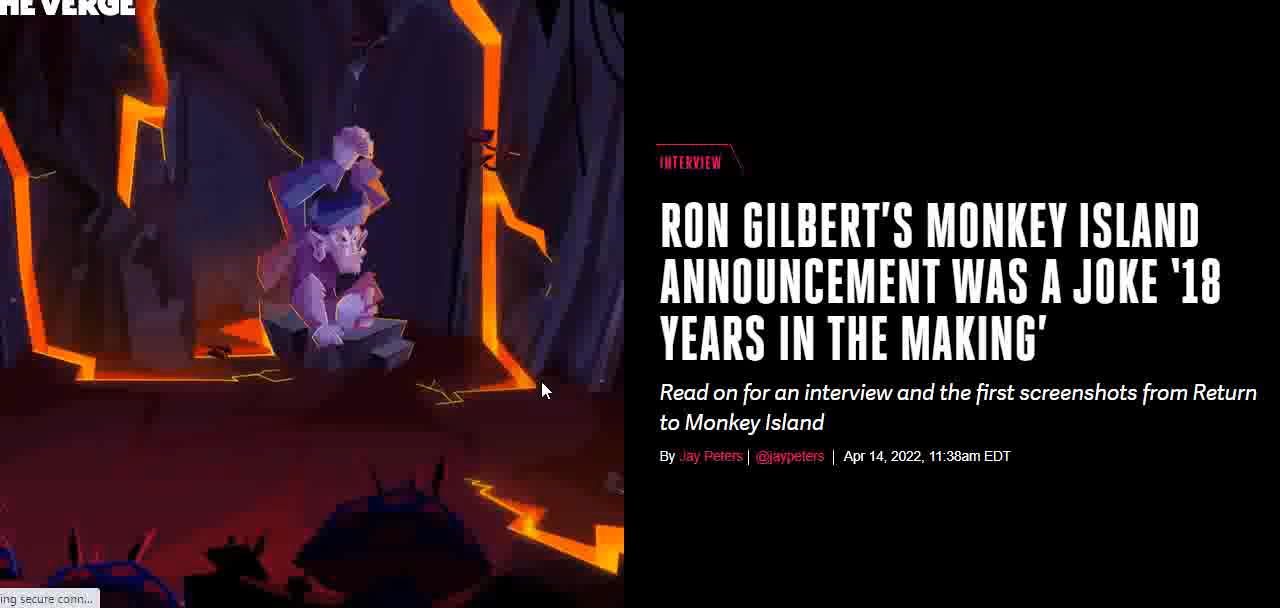 THE VERGE
INTERVIEW
RON GILBERT'S MONKEY ISLAND
ANNOUNCEMENT WAS A JOKE '18
YEARS IN THE MAKING'
Read on for an interview and the first screenshots from Return
to Monkey Island
By Jay Peters | @jaypeters | Apr 14, 2022, 11:38am EDT
ing secure conn...